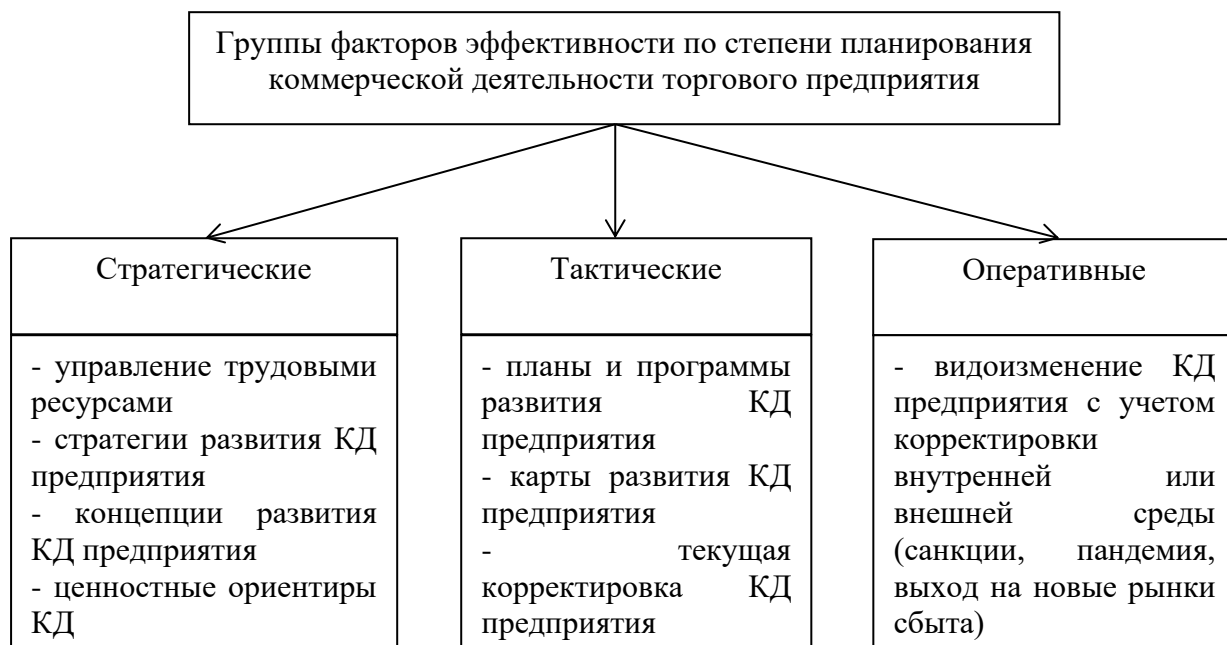 Группы факторов эффективности по степени планирования
коммерческой деятельности торгового предприятия
Стратегические
- управление трудовыми
ресурсами
- стратегии развития КД
предприятия
- концепции развития
КД предприятия
- ценностные ориентиры
КД
Тактические
- планы и программы
развития КД
предприятия
- карты развития КД
предприятия
- текущая
корректировка КД
предприятия
Оперативные
- видоизменение КД
предприятия с учетом
корректировки
внутренней или
внешней среды
(санкции, пандемия,
выход на новые рынки
сбыта)